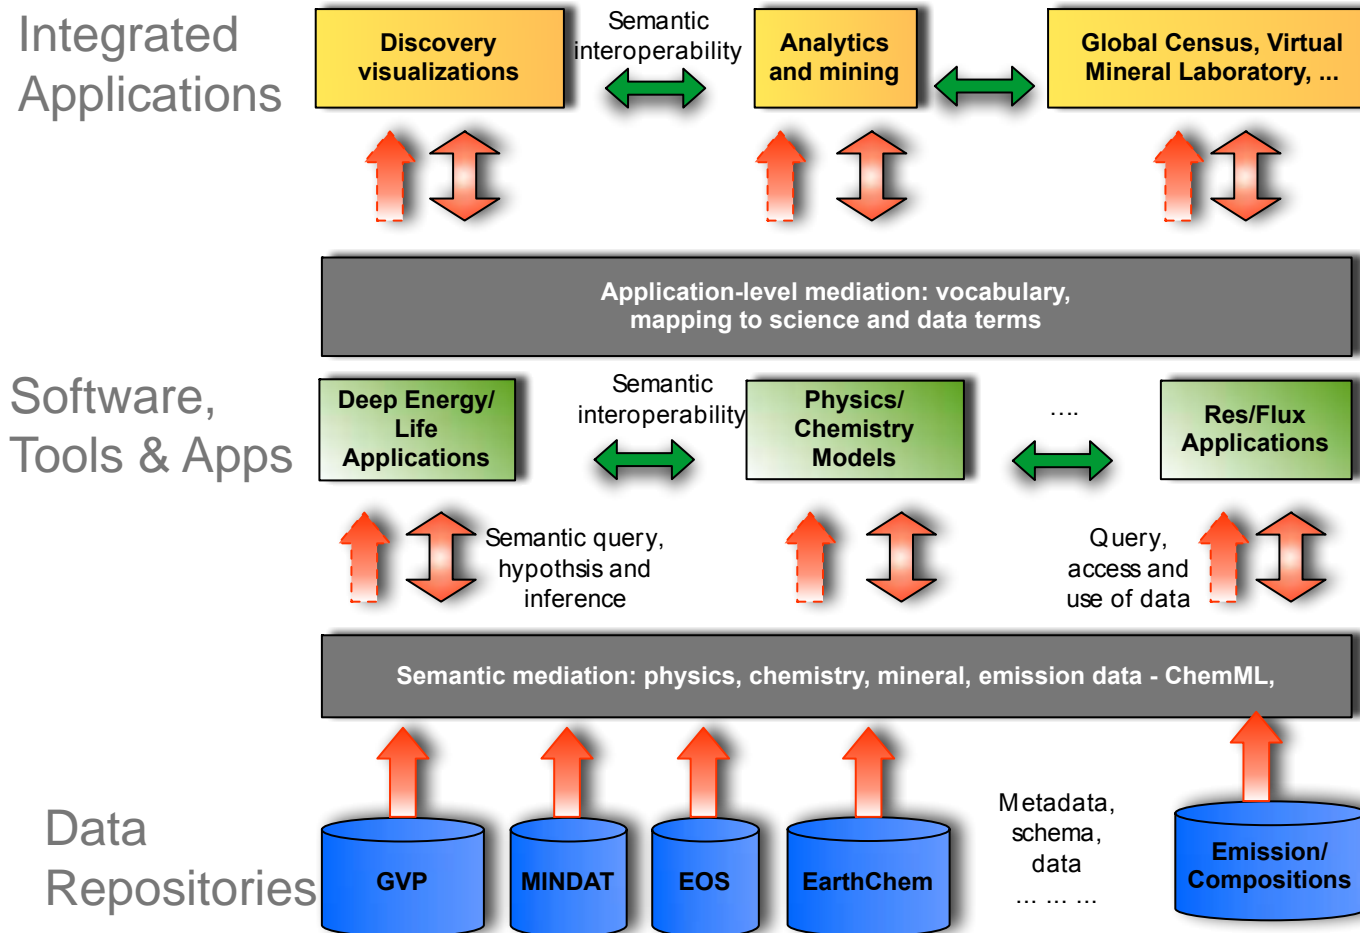 Integrated
Applications
Discovery
visualizations
Semantic
interoperability
Analytics
and mining
Global Census, Virtual
Mineral Laboratory, ...
Application-level mediation: vocabulary,
mapping to science and data terms
Software,
Tools & Apps
Deep Energy/
Life
Applications
Semantic
interoperability
Physics/
Chemistry
Models
....
Res/Flux
Applications
Semantic query,
hypothsis and
inference
Query,
access and
use of data
Semantic mediation: physics, chemistry, mineral, emission data - ChemML,
Data
Repositories
GVP
MINDAT
EOS
EarthChem
Metadata,
schema,
data
... ... ...
Emission/
Compositions